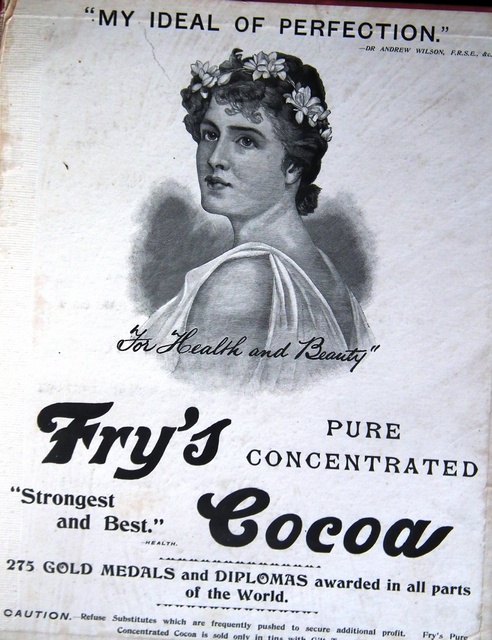 "MY IDEAL OF PERFECTION."
—DR ANDREW WILSON, F.R.S.E., &c.
"For Health and Beauty"
Fry's PURE
CONCENTRATED
"Strongest
and Best."
—HEALTH.
Cocoa
275 GOLD MEDALS and DIPLOMAS awarded in all parts
of the World.
CAUTION.—Refuse Substitutes which are frequently pushed to secure additional profit. Fry's Pure
Concentrated Cocoa is sold only in tins with